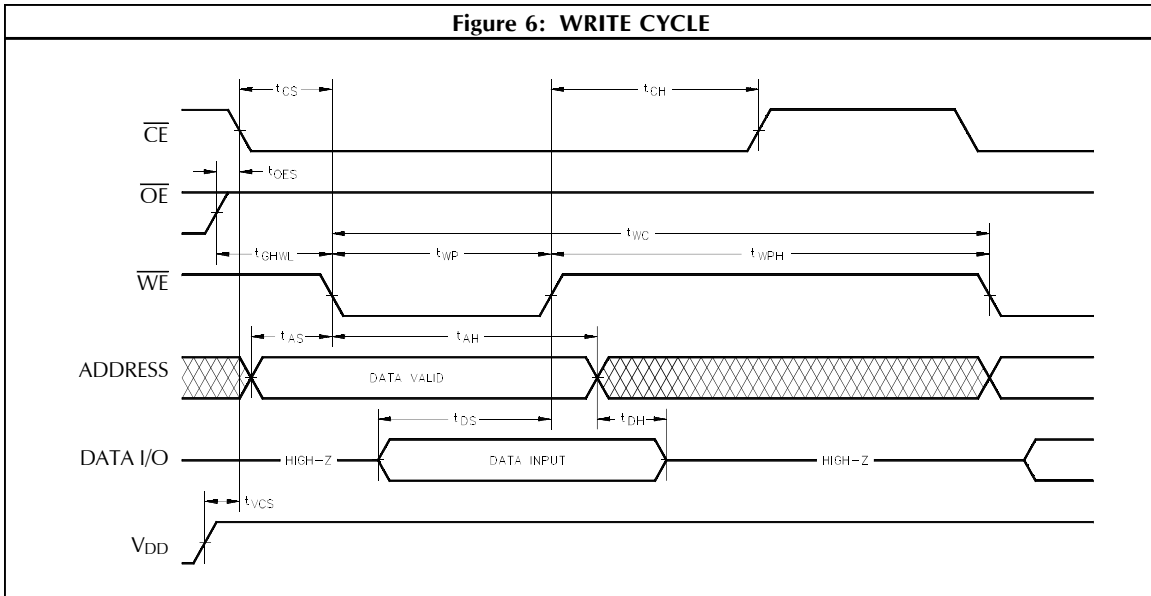 Figure 6: WRITE CYCLE
tCS
tCH
CE
tOES
OE
tWC
tGHWL
tWP
tWPH
WE
tAS
tAH
ADDRESS
DATA VALID
tDS
tDH
DATA I/O
HIGH-Z
DATA INPUT
HIGH-Z
tVCS
VDD